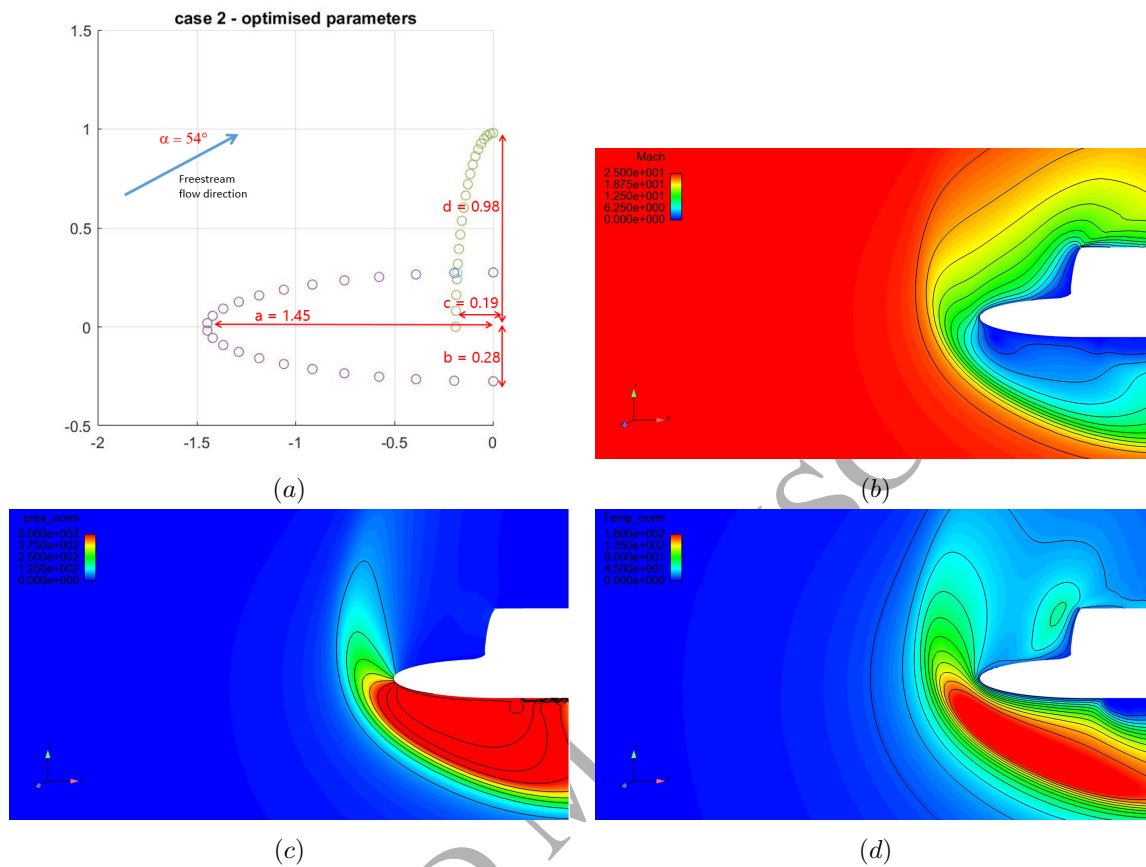 case 2 - optimised parameters
1.5
1
0.5
0
-0.5
-2
-1.5
-1
-0.5
0
α = 54°
Freestream
flow direction
d = 0.98
c = 0.19
a = 1.45
b = 0.28
(a)
Mach
2.500e+001
1.875e+001
1.250e+001
6.250e+000
0.000e+000
(b)
pres_norm
5.000e+002
3.750e+002
2.500e+002
1.250e+002
0.000e+000
(c)
Temp_norm
1.800e+002
1.350e+002
9.000e+001
4.500e+001
0.000e+000
(d)